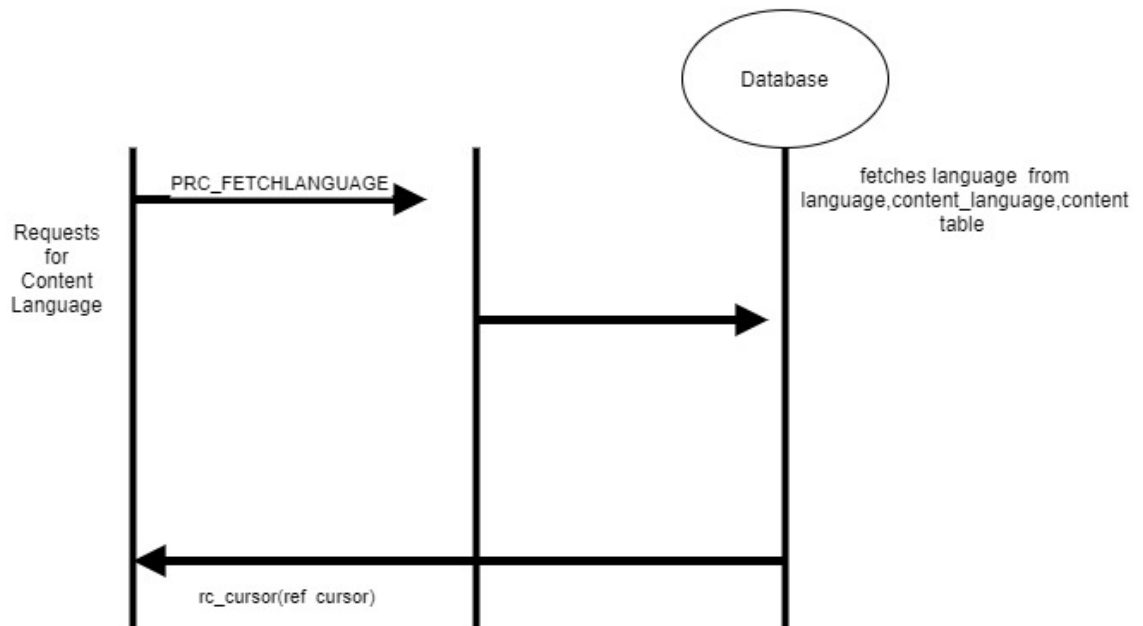 Database
PRC_FETCHLANGUAGE
fetches language from
language,content_language,content
table
Requests
for
Content
Language
rc_cursor(ref cursor)